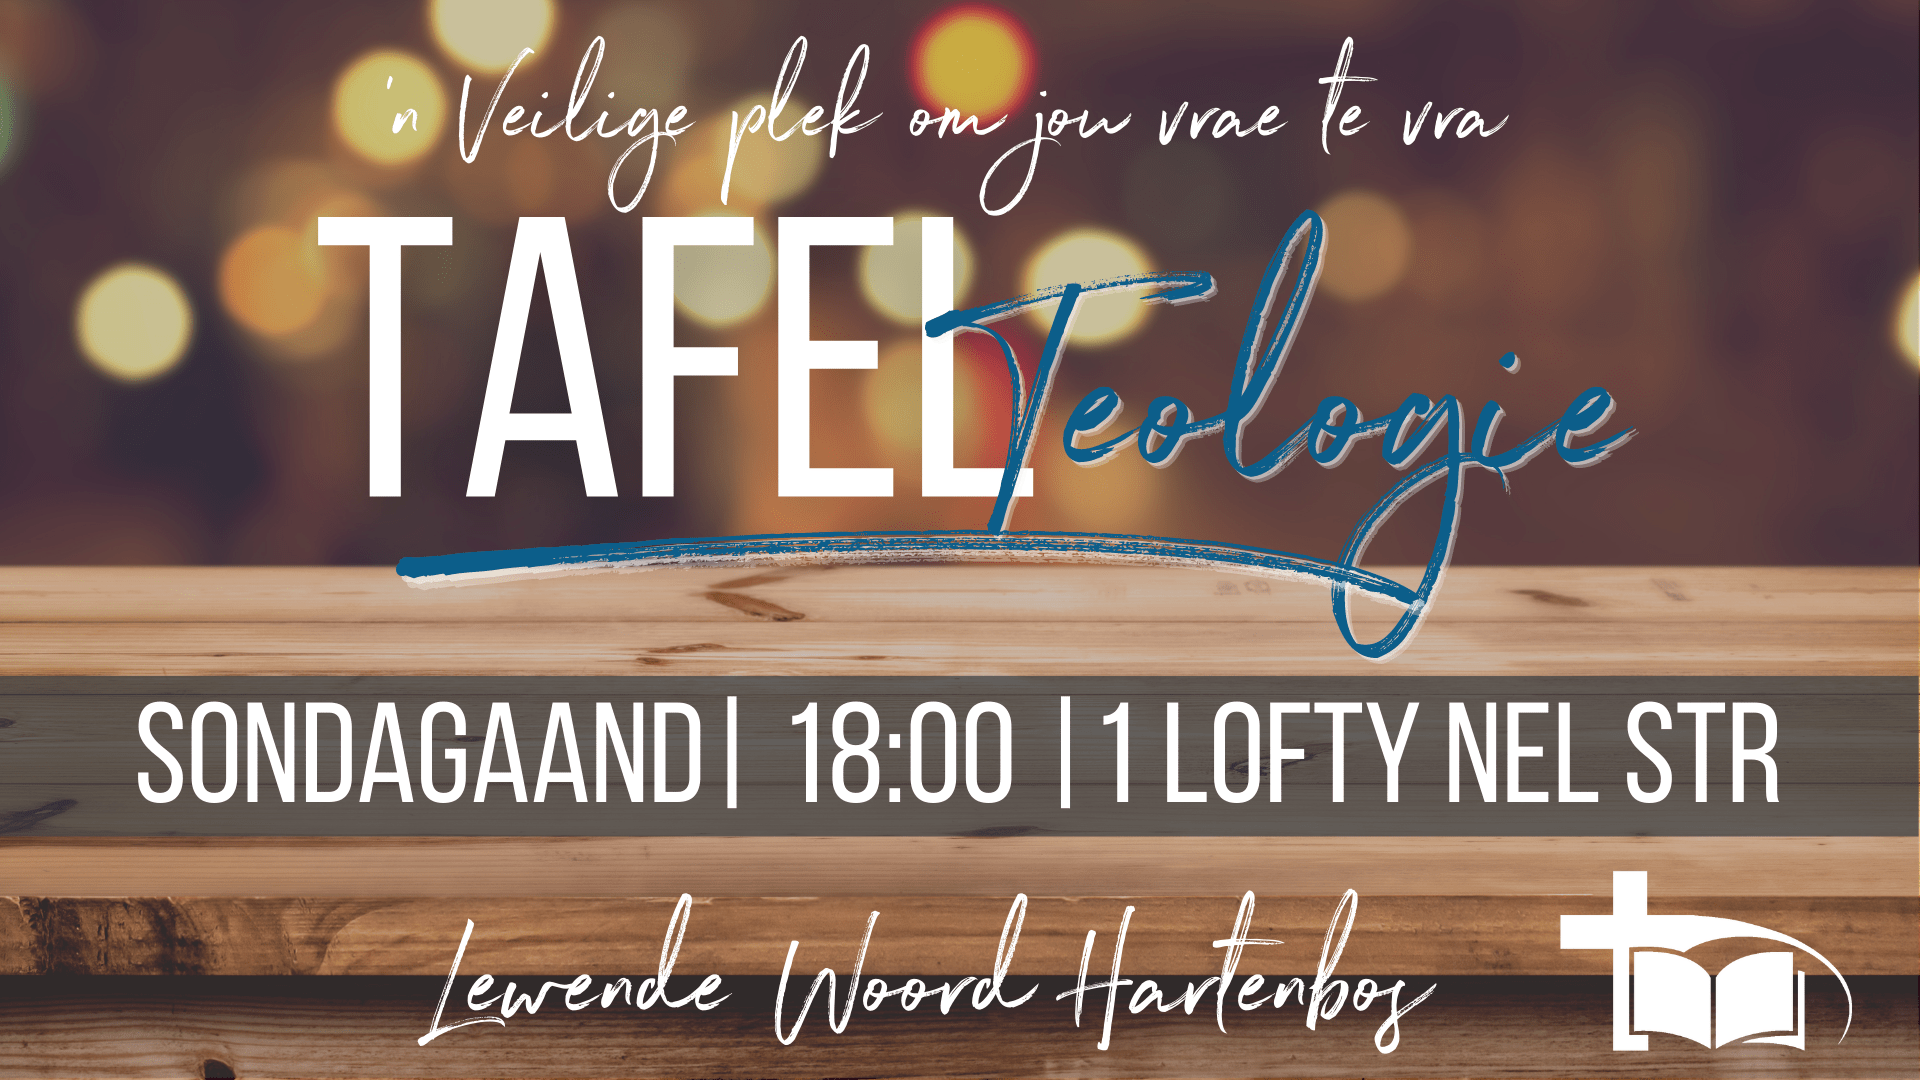 'n Veilige plek om jou vrae te vra
TAFEL Teologie
SONDAGAAND| 18:00 |1 LOFTY NEL STR
Lewende Woord Hartenbos